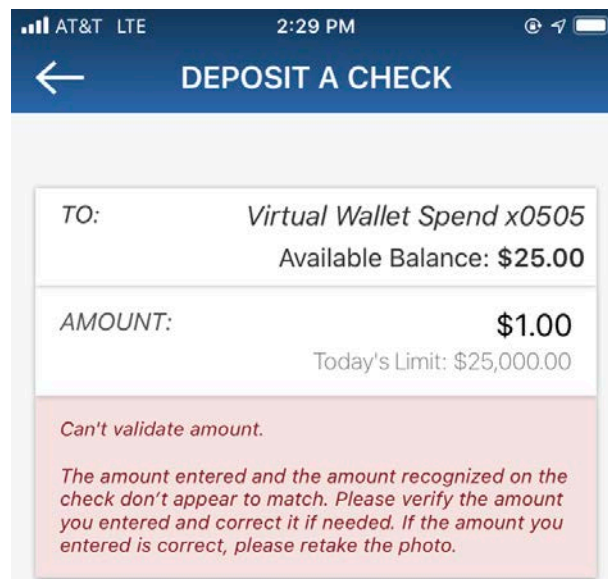 AT&T LTE 2:29 PM
DEPOSIT A CHECK
TO: Virtual Wallet Spend x0505
Available Balance: $25.00
AMOUNT: $1.00
Today's Limit: $25,000.00
Can't validate amount.
The amount entered and the amount recognized on the
check don't appear to match. Please verify the amount
you entered and correct it if needed. If the amount you
entered is correct, please retake the photo.